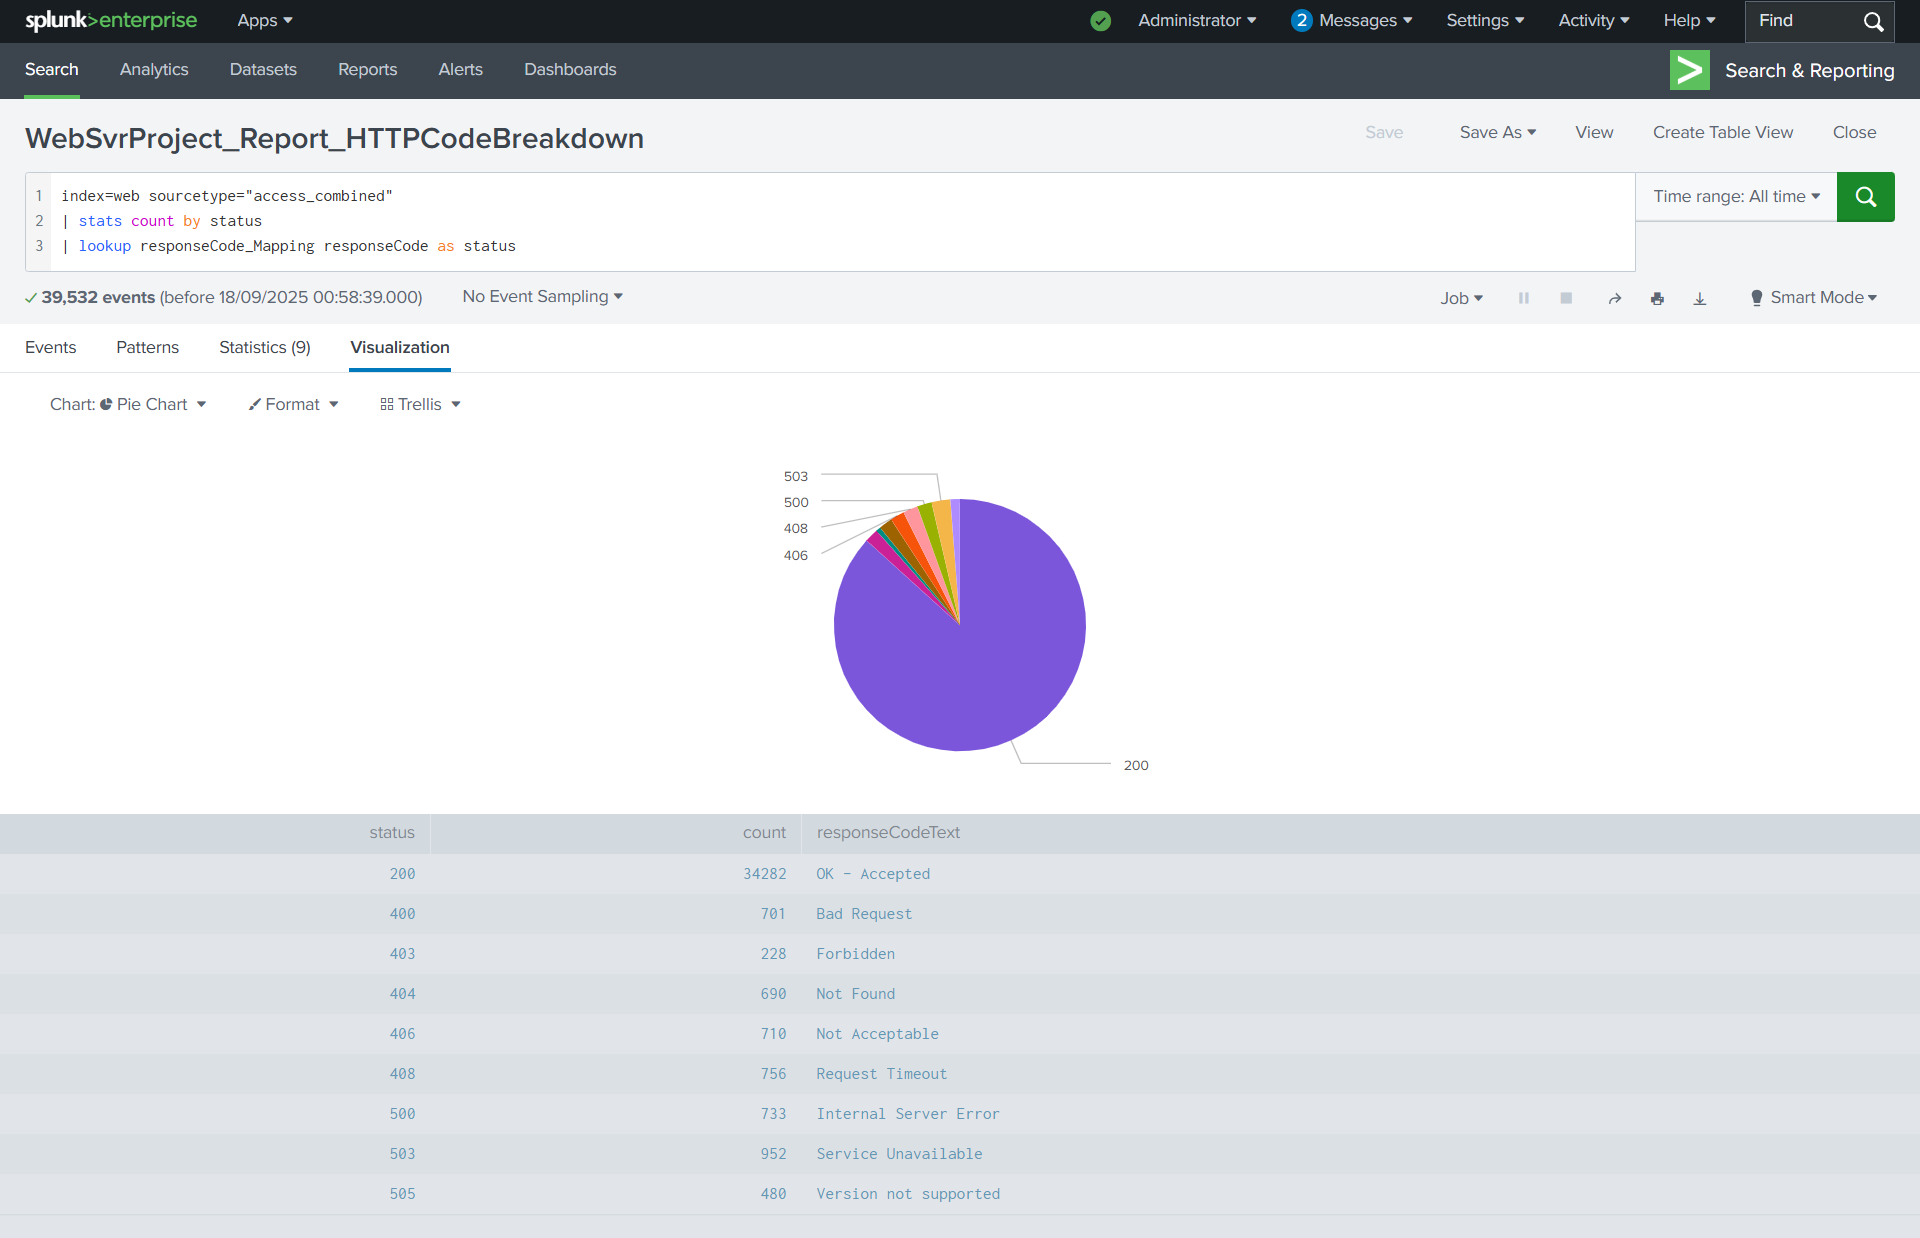 splunk>enterprise Apps Administrator 2 Messages Settings Activity Help Find
Search Analytics Datasets Reports Alerts Dashboards Search & Reporting
WebSvrProject_Report_HTTPCodeBreakdown Save Save As View Create Table View Close
1 index=web sourcetype="access_combined" Time range: All time
2 | stats count by status
3 | lookup responseCode_Mapping responseCode as status
39,532 events (before 18/09/2025 00:58:39.000) No Event Sampling Job Smart Mode
Events Patterns Statistics (9) Visualization
Chart: Pie Chart Format Trellis
503
500
408
406
200
status count responseCodeText
200 34282 OK - Accepted
400 701 Bad Request
403 228 Forbidden
404 690 Not Found
406 710 Not Acceptable
408 756 Request Timeout
500 733 Internal Server Error
503 952 Service Unavailable
505 480 Version not supported